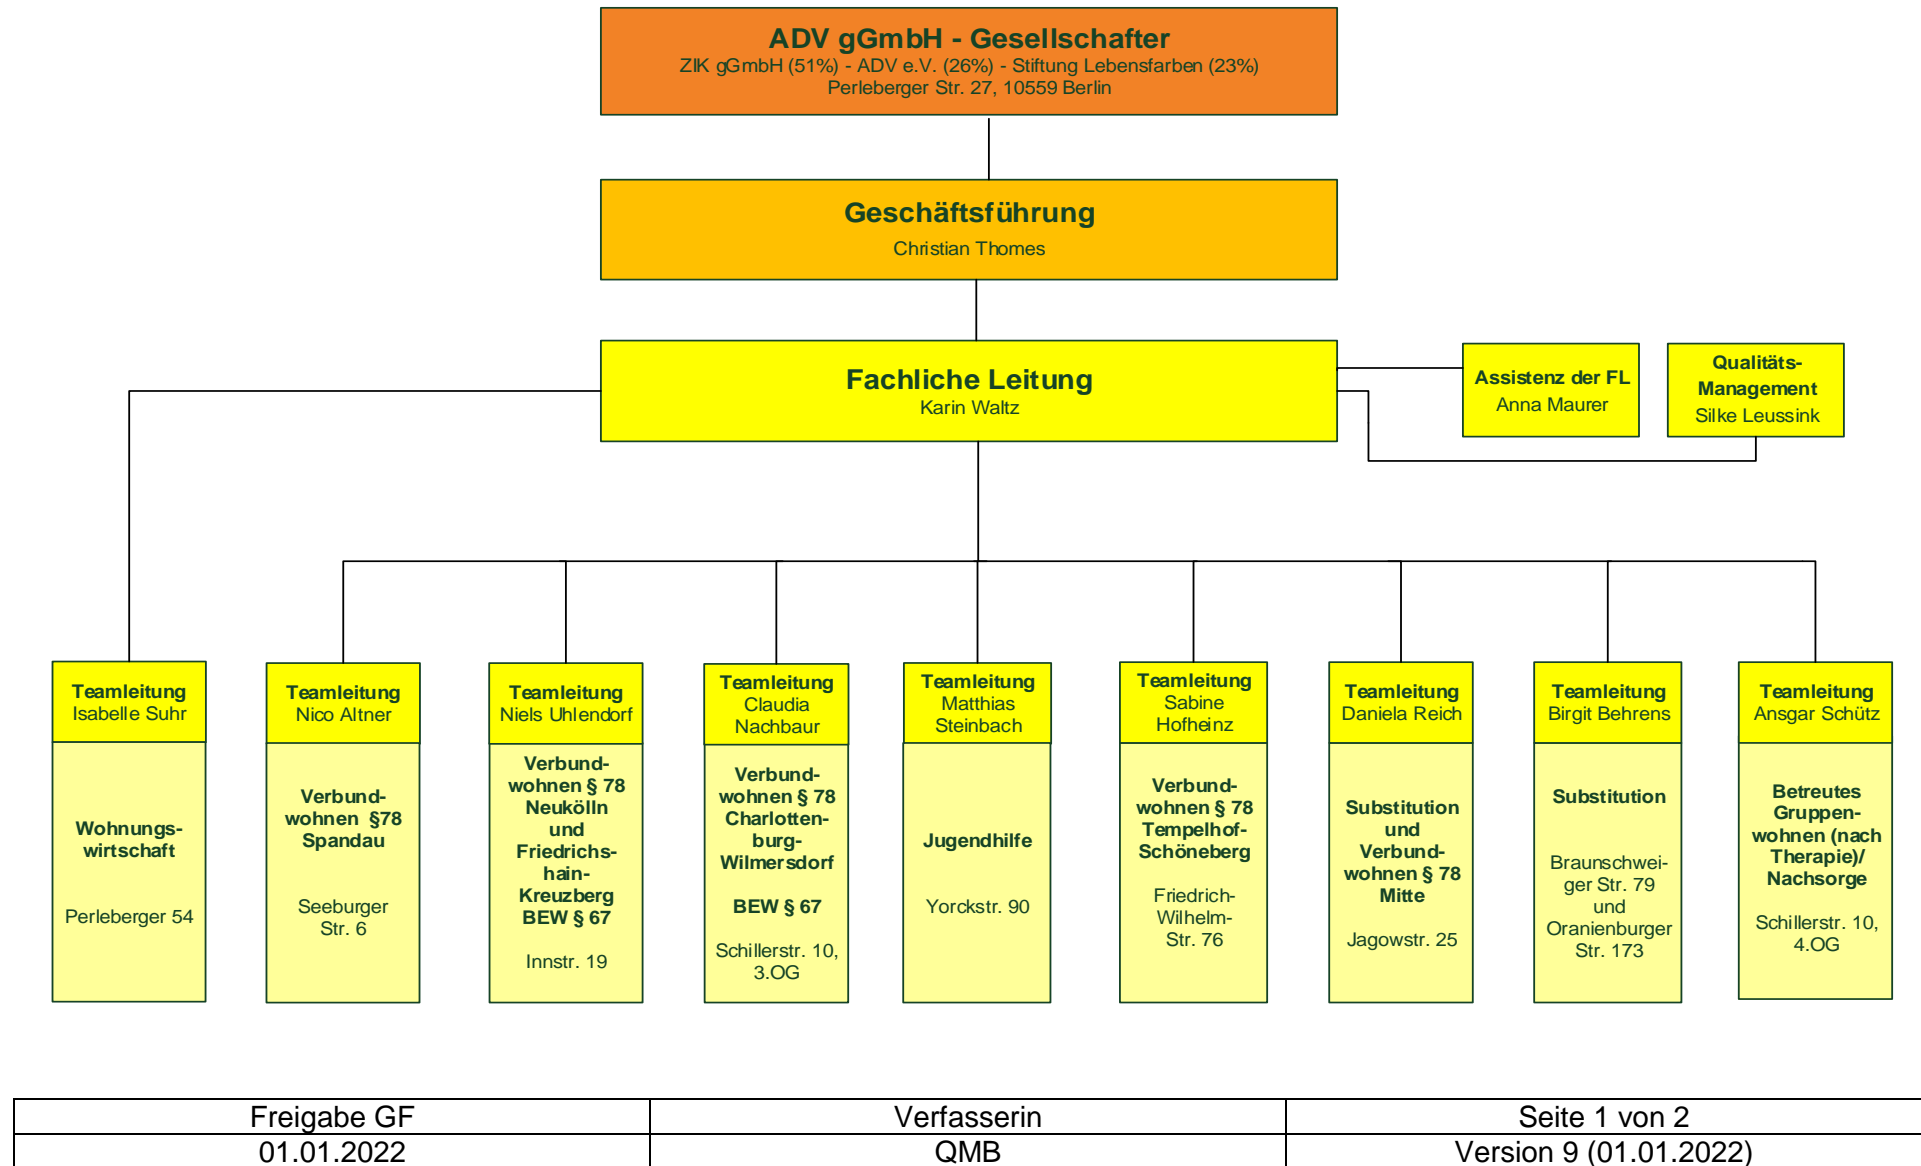 ADV gGmbH - Gesellschafter
ZIK gGmbH (51%) - ADV e.V. (26%) - Stiftung Lebensfarben (23%)
Perleberger Str. 27, 10559 Berlin
Geschäftsführung
Christian Thomes
Fachliche Leitung
Karin Waltz
Assistenz der FL
Anna Maurer
Qualitäts-
Management
Silke Leussink
Teamleitung
Isabelle Suhr
Wohnungs-
wirtschaft
Perleberger 54
Teamleitung
Nico Altner
Verbund-
wohnen §78
Spandau
Seeburger
Str. 6
Teamleitung
Niels Uhlendorf
Verbund-
wohnen § 78
Neukölln
und
Friedrichs-
hain-
Kreuzberg
BEW § 67
Innstr. 19
Teamleitung
Claudia
Nachbaur
Verbund-
wohnen § 78
Charlotten-
burg-
Wilmersdorf
BEW § 67
Schillerstr. 10,
3.OG
Teamleitung
Matthias
Steinbach
Jugendhilfe
Yorckstr. 90
Teamleitung
Sabine
Hofheinz
Verbund-
wohnen § 78
Tempelhof-
Schöneberg
Friedrich-
Wilhelm-
Str. 76
Teamleitung
Daniela Reich
Substitution
und
Verbund-
wohnen § 78
Mitte
Jagowstr. 25
Teamleitung
Birgit Behrens
Substitution
Braunschwei-
ger Str. 79
und
Oranienburger
Str. 173
Teamleitung
Ansgar Schütz
Betreutes
Gruppen-
wohnen (nach
Therapie)/
Nachsorge
Schillerstr. 10,
4.OG
Freigabe GF
Verfasserin
Seite 1 von 2
01.01.2022
QMB
Version 9 (01.01.2022)